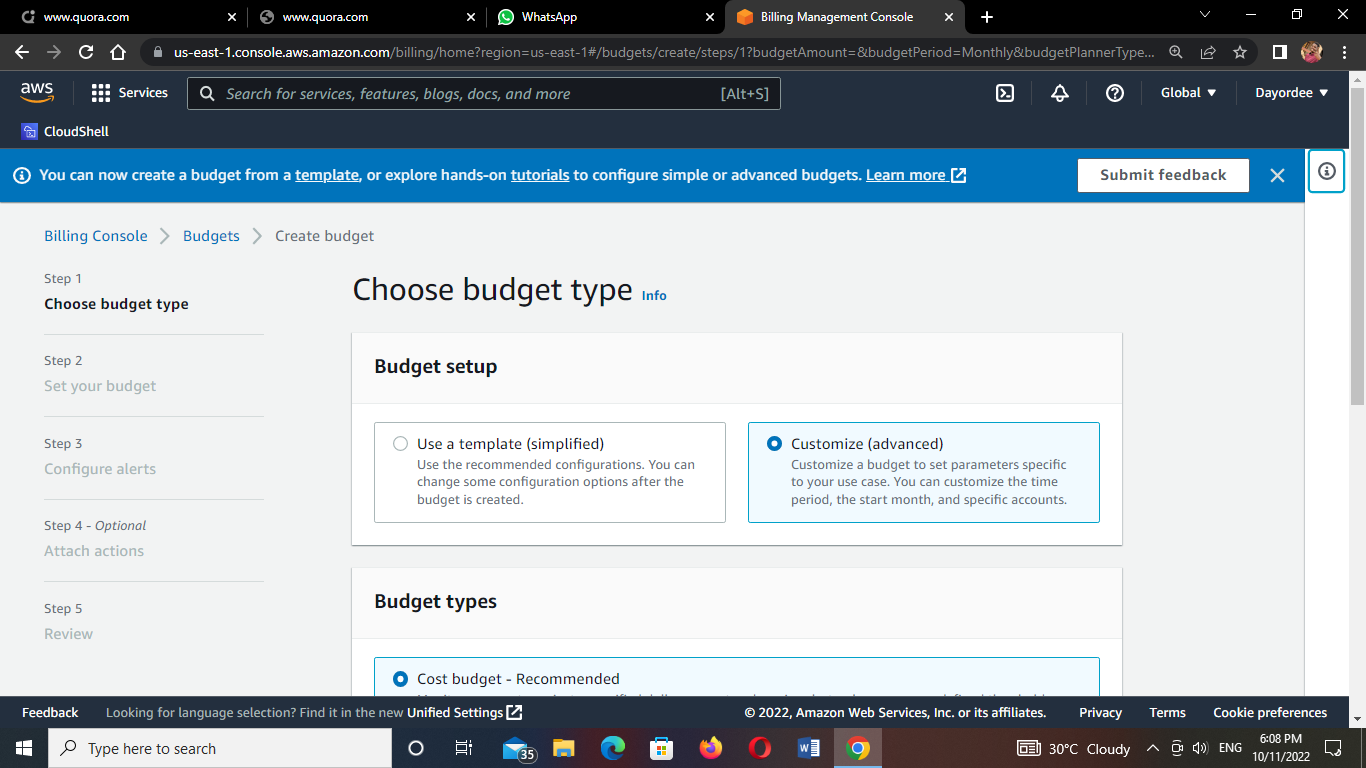 www.quora.com
www.quora.com
WhatsApp
Billing Management Console
us-east-1.console.aws.amazon.com/billing/home?region=us-east-1#/budgets/create/steps/1?budgetAmount=&budgetPeriod=Monthly&budgetPlannerType...
aws
Services
Search for services, features, blogs, docs, and more
[Alt+S]
Global
Dayordee
CloudShell
You can now create a budget from a template, or explore hands-on tutorials to configure simple or advanced budgets. Learn more
Submit feedback
Billing Console
Budgets
Create budget
Step 1
Choose budget type
Step 2
Set your budget
Step 3
Configure alerts
Step 4 - Optional
Attach actions
Step 5
Review
Choose budget type Info
Budget setup
Use a template (simplified)
Use the recommended configurations. You can
change some configuration options after the
budget is created.
Customize (advanced)
Customize a budget to set parameters specific
to your use case. You can customize the time
period, the start month, and specific accounts.
Budget types
Cost budget - Recommended
Feedback
Looking for language selection? Find it in the new Unified Settings
© 2022, Amazon Web Services, Inc. or its affiliates.
Privacy
Terms
Cookie preferences
Type here to search
35
30°C Cloudy
ENG
6:08 PM
10/11/2022